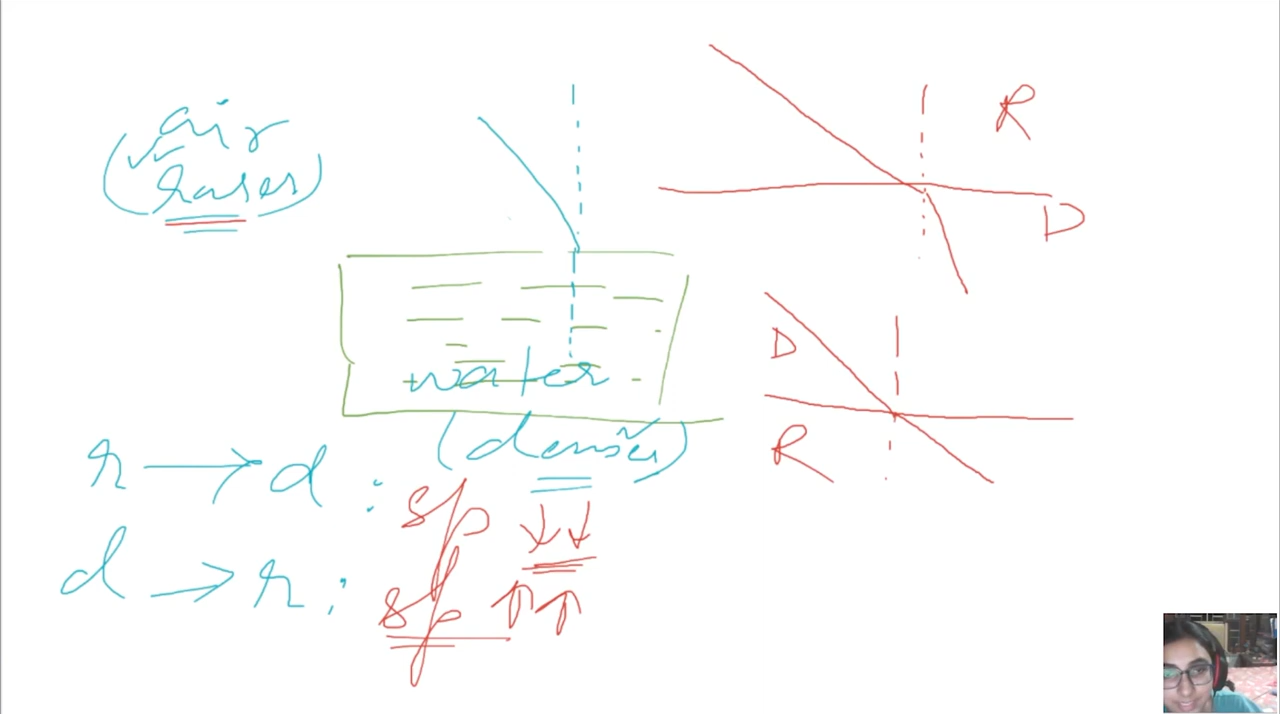 air
(rarer)
water
(denser)
r → d : sp ↓↓
d → r : sp ↑↑
R
D
D
R